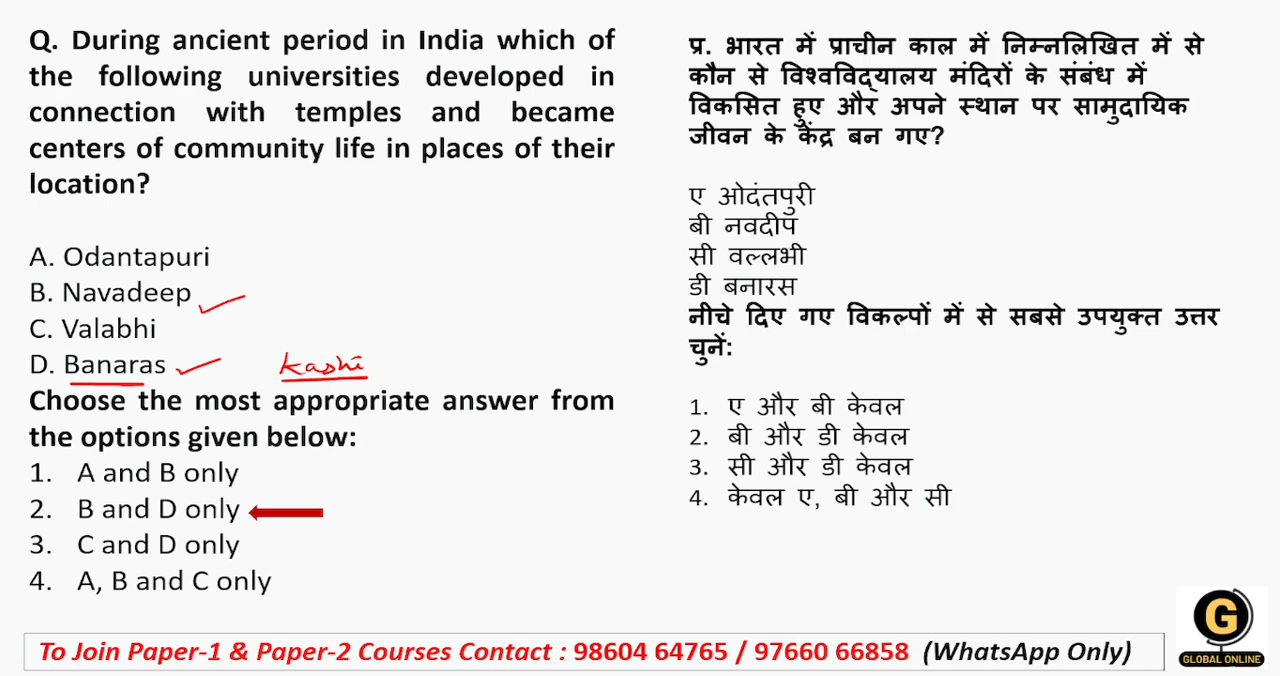 Q. During ancient period in India which of
the following universities developed in
connection with temples and became
centers of community life in places of their
location?
A. Odantapuri
B. Navadeep
C. Valabhi
D. Banaras
kashi
Choose the most appropriate answer from
the options given below:
1. A and B only
2. B and D only
3. C and D only
4. A, B and C only
प्र. भारत में प्राचीन काल में निम्नलिखित में से
कौन से विश्वविद्यालय मंदिरों के संबंध में
विकसित हुए और अपने स्थान पर सामुदायिक
जीवन के केंद्र बन गए?
ए ओदंतपुरी
बी नवदीप
सी वल्लभी
डी बनारस
नीचे दिए गए विकल्पों में से सबसे उपयुक्त उत्तर
चुनें:
1. ए और बी केवल
2. बी और डी केवल
3. सी और डी केवल
4. केवल ए, बी और सी
To Join Paper-1 & Paper-2 Courses Contact : 98604 64765 / 97660 66858 (WhatsApp Only)
G
GLOBAL ONLINE